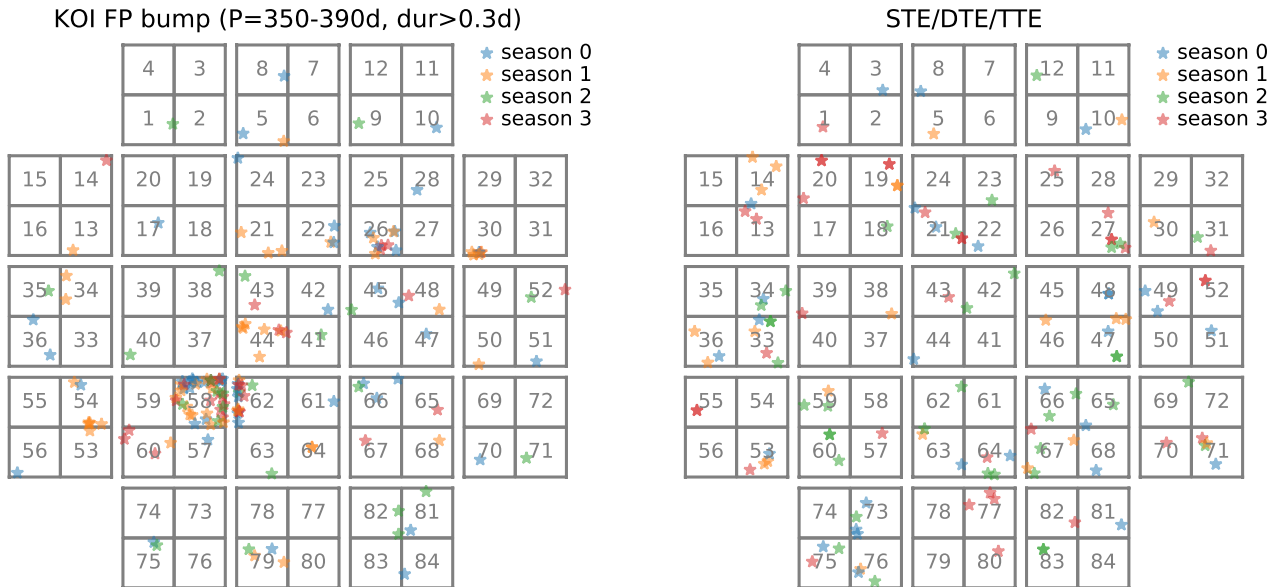 KOI FP bump (P=350-390d, dur>0.3d)
4 3 8 7 12 11
season 0
season 1
season 2
season 3
1 2 5 6 9 10
15 14 20 19 24 23 25 28 29 32
16 13 17 18 21 22 26 27 30 31
35 34 39 38 43 42 45 48 49 52
36 33 40 37 44 41 46 47 50 51
55 54 59 58 62 61 66 65 69 72
56 53 60 57 63 64 67 68 70 71
74 73 78 77 82 81
75 76 79 80 83 84
STE/DTE/TTE
4 3 8 7 12 11
season 0
season 1
season 2
season 3
1 2 5 6 9 10
15 14 20 19 24 23 25 28 29 32
16 13 17 18 21 22 26 27 30 31
35 34 39 38 43 42 45 48 49 52
36 33 40 37 44 41 46 47 50 51
55 54 59 58 62 61 66 65 69 72
56 53 60 57 63 64 67 68 70 71
74 73 78 77 82 81
75 76 79 80 83 84